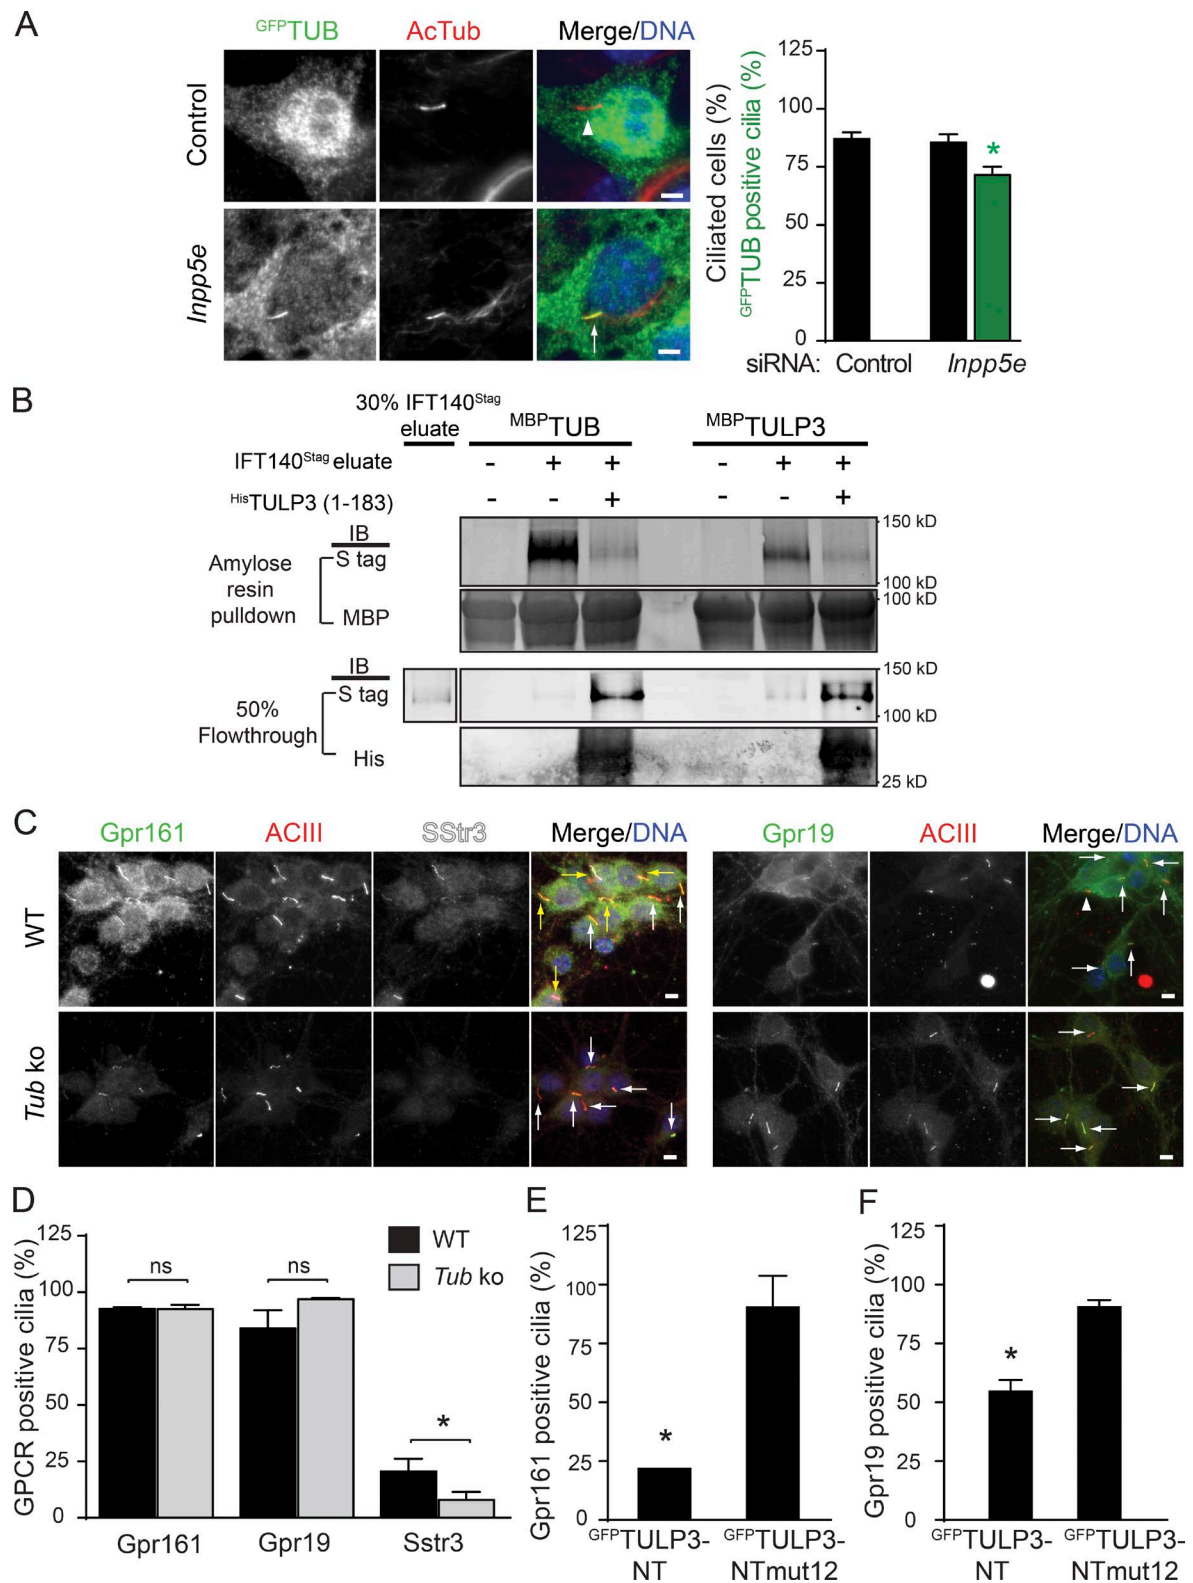 A
GFPTUB AcTub Merge/DNA
Control
Inpp5e
Ciliated cells (%)
GFPTUB positive cilia (%)
125
100
75
50
25
0
*
siRNA: Control Inpp5e
B
30% IFT140Stag
eluate
MBPTUB MBPTULP3
IFT140Stag eluate - + + - + +
HisTULP3 (1-183) - - + - - +
IB
S tag
MBP
Amylose
resin
pulldown
150 kD
100 kD
100 kD
IB
S tag
His
50%
Flowthrough
150 kD
100 kD
25 kD
C
Gpr161 ACIII SStr3 Merge/DNA Gpr19 ACIII Merge/DNA
WT
Tub ko
D
GPCR positive cilia (%)
125
100
75
50
25
0
ns ns *
WT
Tub ko
Gpr161 Gpr19 Sstr3
E
Gpr161 positive cilia (%)
125
100
75
50
25
0
*
GFPTULP3-
NT
GFPTULP3-
NTmut12
F
Gpr19 positive cilia (%)
125
100
75
50
25
0
*
GFPTULP3-
NT
GFPTULP3-
NTmut12